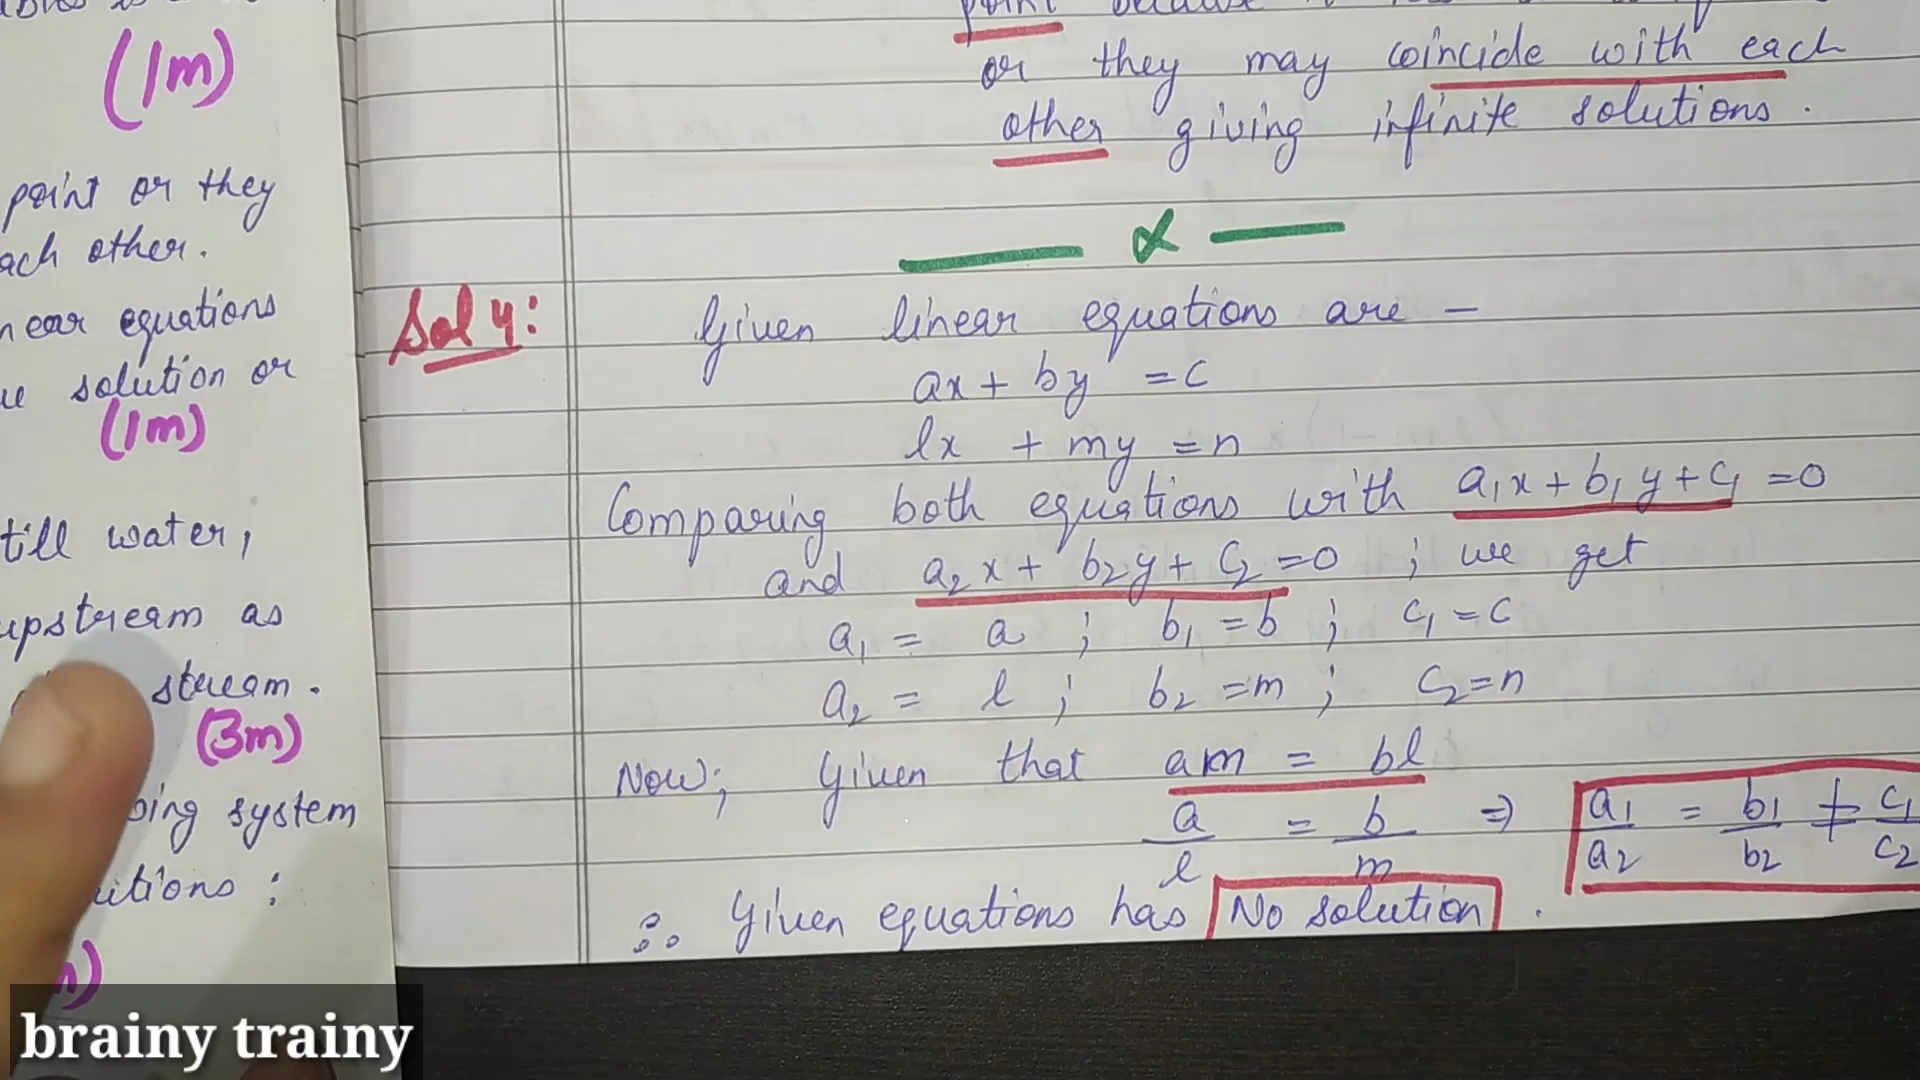 (1m)
point or they
ach other.
near equations
solution or
(1m)
till water,
upstream as
stream.
(3m)
system
utions :
point because
or they may coincide with each
other giving infinite solutions.
Sol 4: Given linear equations are –
ax + by = c
lx + my = n
Comparing both equations with a₁x + b₁y + c₁ = 0
and a₂x + b₂y + c₂ = 0 ; we get
a₁ = a ; b₁ = b ; c₁ = c
a₂ = l ; b₂ = m ; c₂ = n
Now; Given that am = bl
a/l = b/m ⇒ a₁/a₂ = b₁/b₂ ≠ c₁/c₂
∴ Given equations has No solution.
brainy trainy